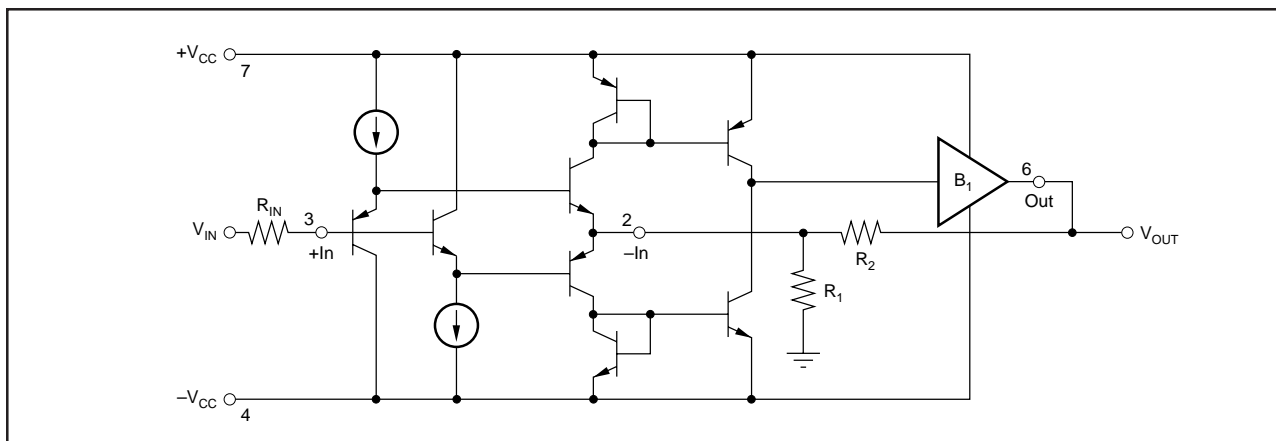 +VCC
7
RIN
VIN
3
+In
2
–In
R2
R1
B1
6
Out
VOUT
–VCC
4